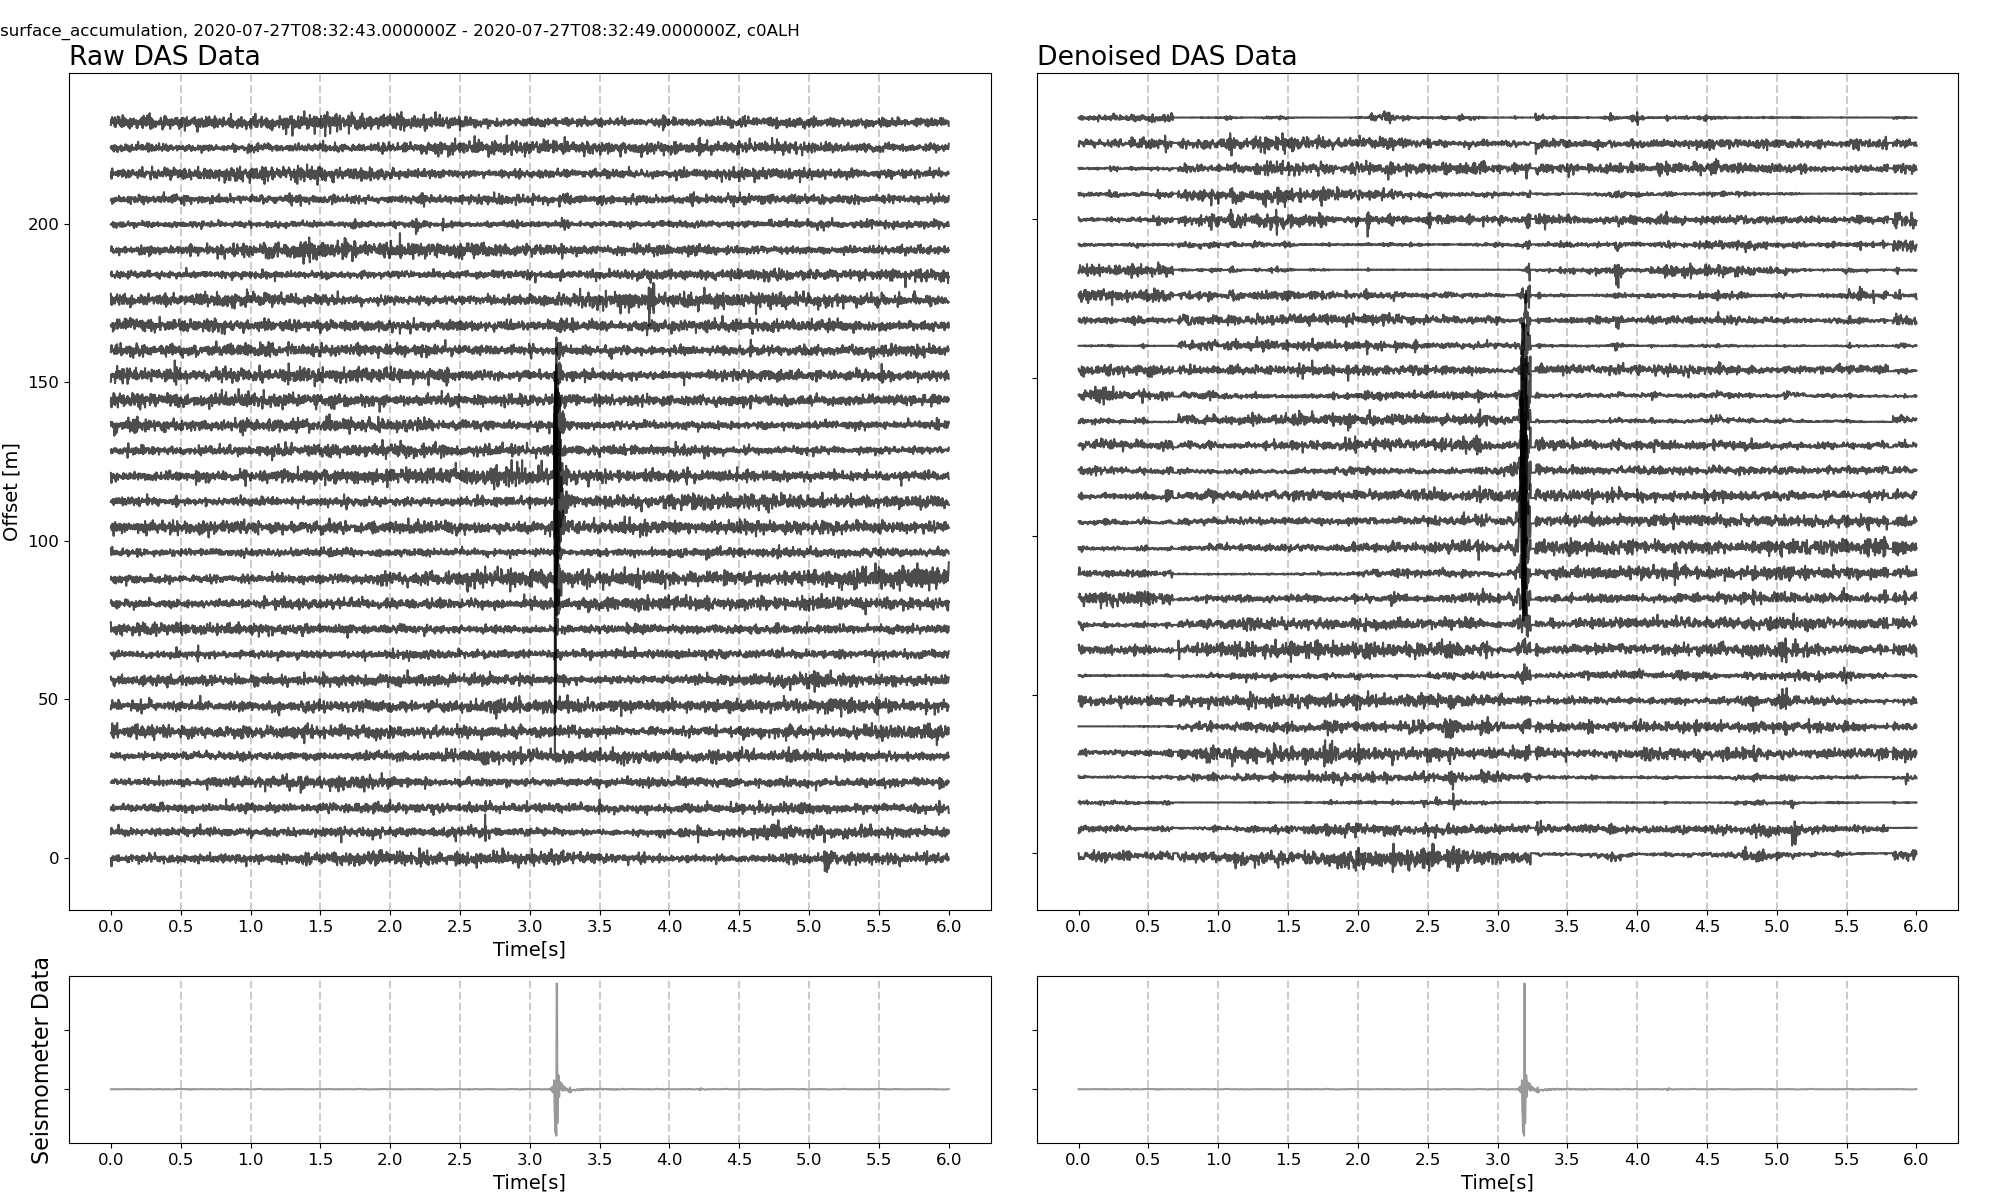 surface_accumulation, 2020-07-27T08:32:43.000000Z - 2020-07-27T08:32:49.000000Z, c0ALH
Raw DAS Data
Denoised DAS Data
Offset [m]
200
150
100
50
0
0.0 0.5 1.0 1.5 2.0 2.5 3.0 3.5 4.0 4.5 5.0 5.5 6.0
Time[s]
0.0 0.5 1.0 1.5 2.0 2.5 3.0 3.5 4.0 4.5 5.0 5.5 6.0
Seismometer Data
0.0 0.5 1.0 1.5 2.0 2.5 3.0 3.5 4.0 4.5 5.0 5.5 6.0
Time[s]
0.0 0.5 1.0 1.5 2.0 2.5 3.0 3.5 4.0 4.5 5.0 5.5 6.0
Time[s]